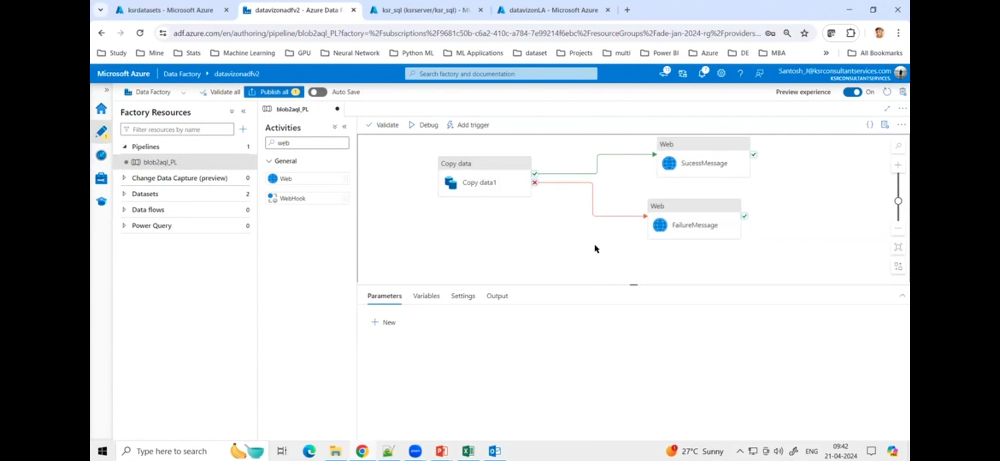 ksrdatasets - Microsoft Azure
datavizonadfv2 - Azure Data F
ksr_sql (ksrserver/ksr_sql) - Mi
datavizonLA - Microsoft Azure
adf.azure.com/en/authoring/pipeline/blob2aql_PL?factory=%2Fsubscriptions%2F9681c50b-c6a2-410c-a784-7e99214f6ebc%2FresourceGroups%2Fade-jan-2024-rg%2Fproviders...
Study Mine Stats Machine Learning GPU Neural Network Python ML ML Applications dataset Projects multi Power BI Azure DE MBA » All Bookmarks
Microsoft Azure Data Factory datavizonadfv2
Search factory and documentation
13
7
Santosh_J@ksrconsultantservices.com
KSRCONSULTANTSERVICES.
Data Factory Validate all Publish all 1 Auto Save
Preview experience On
Factory Resources
Filter resources by name
Pipelines 1
blob2aql_PL
Change Data Capture (preview) 0
Datasets 2
Data flows 0
Power Query 0
1
blob2aql_PL
Activities
web
General
Web
WebHook
Validate Debug Add trigger
{}
Copy data
Copy data1
Web
SucessMessage
Web
FailureMessage
Parameters Variables Settings Output
New
Type here to search
zoom
27°C Sunny
ENG
09:42
21-04-2024